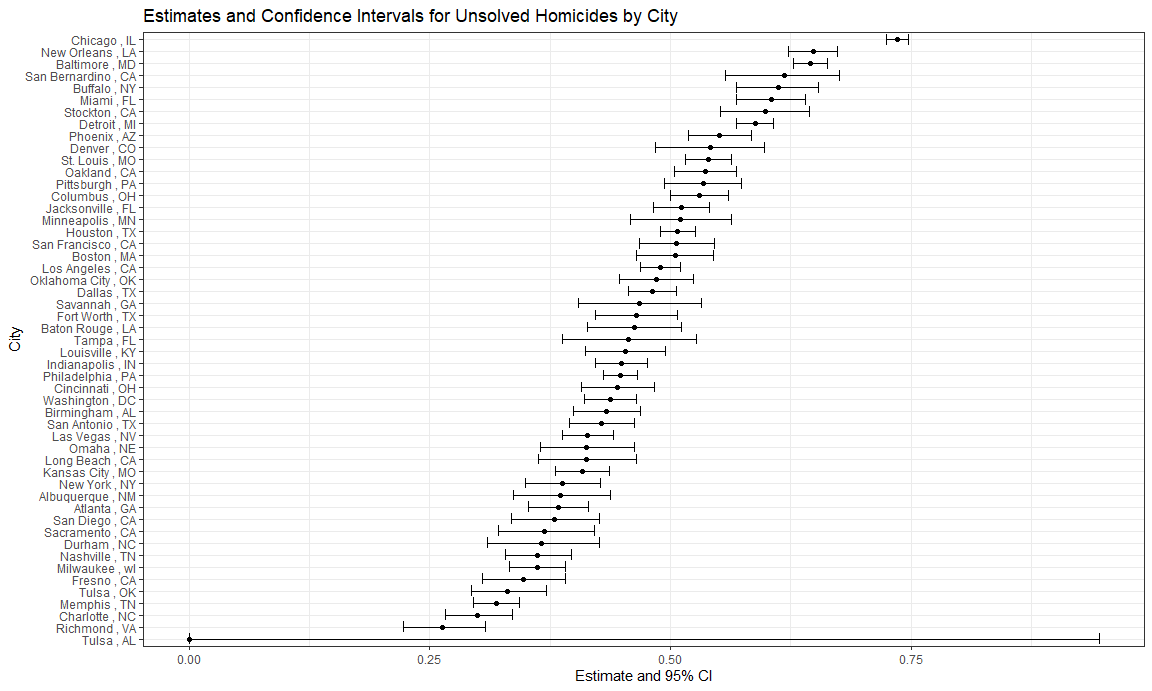 Estimates and Confidence Intervals for Unsolved Homicides by City
City
Chicago , IL
New Orleans , LA
Baltimore , MD
San Bernardino , CA
Buffalo , NY
Miami , FL
Stockton , CA
Detroit , MI
Phoenix , AZ
Denver , CO
St. Louis , MO
Oakland , CA
Pittsburgh , PA
Columbus , OH
Jacksonville , FL
Minneapolis , MN
Houston , TX
San Francisco , CA
Boston , MA
Los Angeles , CA
Oklahoma City , OK
Dallas , TX
Savannah , GA
Fort Worth , TX
Baton Rouge , LA
Tampa , FL
Louisville , KY
Indianapolis , IN
Philadelphia , PA
Cincinnati , OH
Washington , DC
Birmingham , AL
San Antonio , TX
Las Vegas , NV
Omaha , NE
Long Beach , CA
Kansas City , MO
New York , NY
Albuquerque , NM
Atlanta , GA
San Diego , CA
Sacramento , CA
Durham , NC
Nashville , TN
Milwaukee , wI
Fresno , CA
Tulsa , OK
Memphis , TN
Charlotte , NC
Richmond , VA
Tulsa , AL
0.00 0.25 0.50 0.75
Estimate and 95% CI